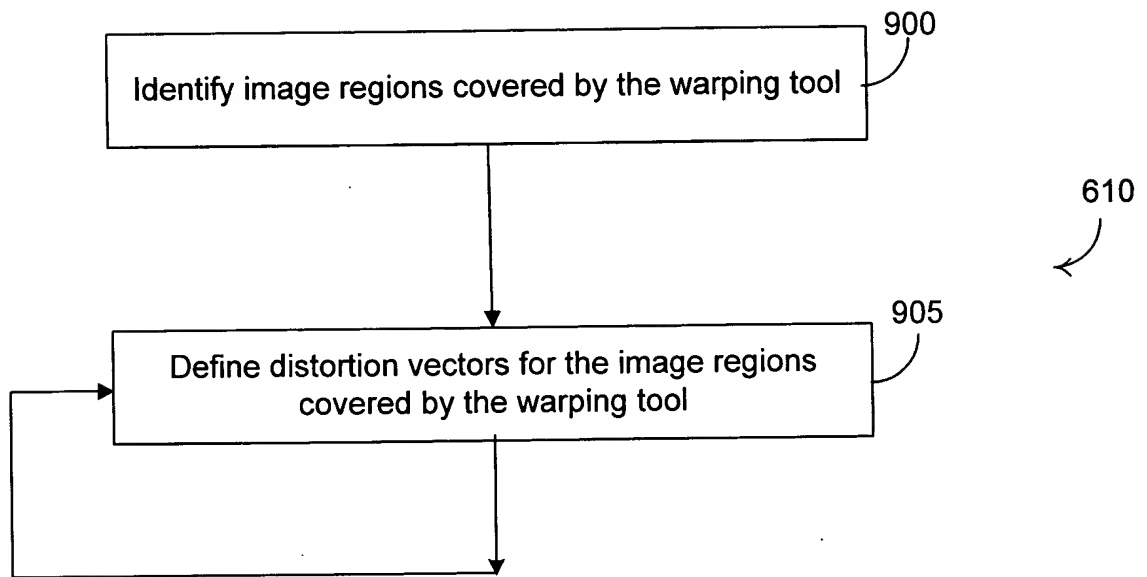 900
Identify image regions covered by the warping tool
610
905
Define distortion vectors for the image regions
covered by the warping tool